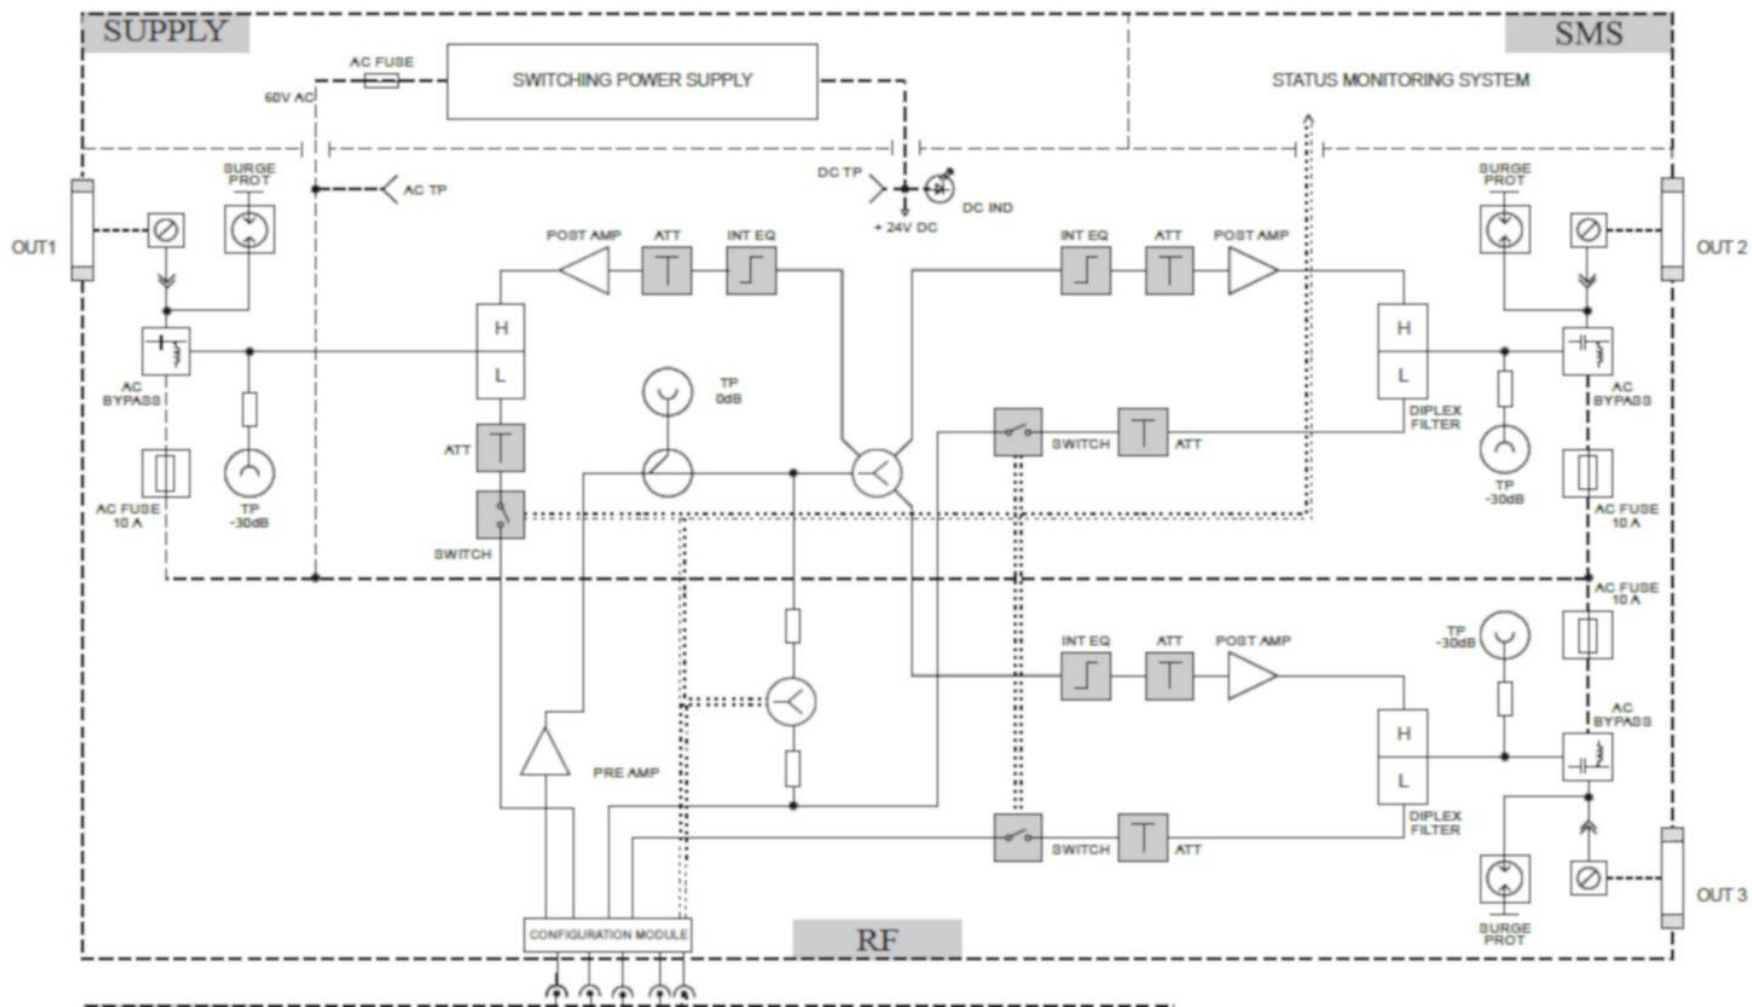 SUPPLY
SMS
AC FUSE
SWITCHING POWER SUPPLY
STATUS MONITORING SYSTEM
60V AC
SURGE
PROT
AC TP
DC TP
DC IND
+ 24V DC
SURGE
PROT
OUT1
OUT 2
POST AMP
ATT
INT EQ
INT EQ
ATT
POST AMP
H
L
H
L
AC
BYPASS
TP
0dB
AC
BYPASS
DIPLEX
FILTER
ATT
SWITCH
ATT
AC FUSE
10 A
TP
-30dB
TP
-30dB
AC FUSE
10 A
SWITCH
AC FUSE
10 A
TP
-30dB
INT EQ
ATT
POST AMP
AC
BYPASS
H
L
PRE AMP
DIPLEX
FILTER
SWITCH
ATT
OUT 3
CONFIGURATION MODULE
RF
SURGE
PROT